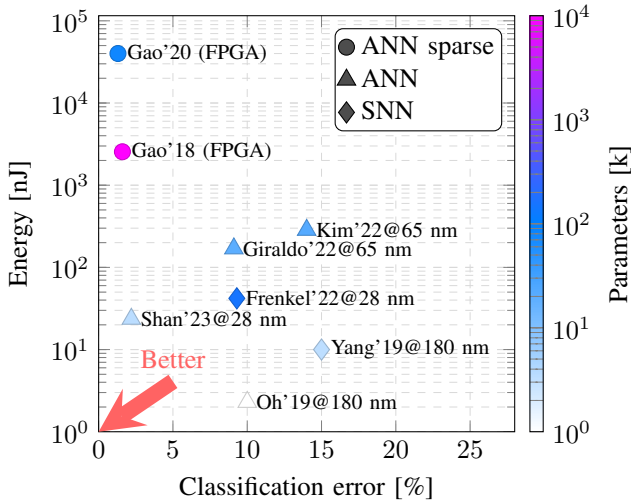 10^5
10^4
10^3
10^2
10^1
10^0
Energy [nJ]
Gao’20 (FPGA)
Gao’18 (FPGA)
Kim’22@65 nm
Giraldo’22@65 nm
Frenkel’22@28 nm
Shan’23@28 nm
Yang’19@180 nm
Better
Oh’19@180 nm
ANN sparse
ANN
SNN
0
5
10
15
20
25
Classification error [%]
10^4
10^3
10^2
10^1
10^0
Parameters [k]